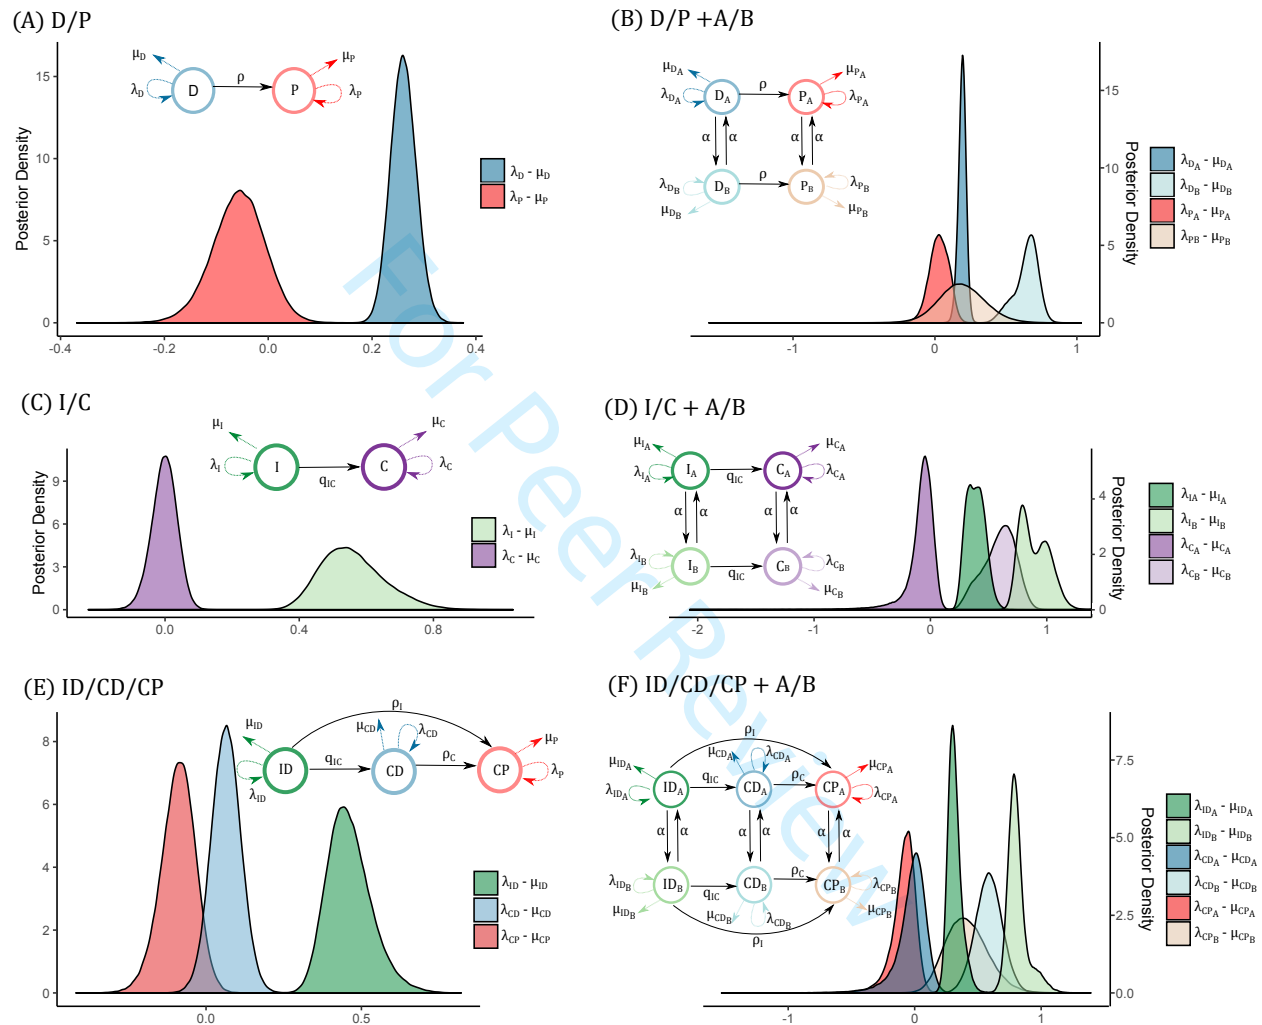 (A) D/P
μD
μP
λD
D
ρ
P
λP
Posterior Density
15
10
5
0
-0.4
-0.2
0.0
0.2
0.4
λD - μD
λP - μP
(B) D/P +A/B
μDA
μPA
λDA
DA
ρ
PA
λPA
α
α
α
α
λDB
DB
ρ
PB
λPB
μDB
μPB
15
10
5
0
Posterior Density
-1
0
1
λDA - μDA
λDB - μDB
λPA - μPA
λPB - μPB
(C) I/C
μI
μC
λI
I
qIC
C
λC
Posterior Density
9
6
3
0
0.0
0.4
0.8
λI - μI
λC - μC
(D) I/C + A/B
μIA
μCA
λIA
IA
qIC
CA
λCA
α
α
α
α
λIB
IB
qIC
CB
λCB
μIB
μCB
4
2
0
Posterior Density
-2
-1
0
1
λIA - μIA
λIB - μIB
λCA - μCA
λCB - μCB
(E) ID/CD/CP
ρI
μID
μCD
λCD
μP
ID
qIC
CD
ρC
CP
λID
λP
8
6
4
2
0
0.0
0.5
λID - μID
λCD - μCD
λCP - μCP
(F) ID/CD/CP + A/B
ρI
μIDA
μCDA
λCDA
μCPA
λIDA
IDA
qIC
CDA
ρC
CPA
λCPA
α
α
α
α
α
α
λIDB
IDB
qIC
CDB
ρC
CPB
λCPB
μIDB
μCDB
λCDB
μCPB
ρI
7.5
5.0
2.5
0.0
Posterior Density
-1
0
1
λIDA - μIDA
λIDB - μIDB
λCDA - μCDA
λCDB - μCDB
λCPA - μCPA
λCPB - μCPB
For Peer Review